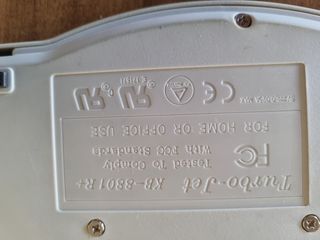 Turbo-Jet KB-8801R+
FC
Tested To Comply
With FCC Standards
FOR HOME OR OFFICE USE
CE